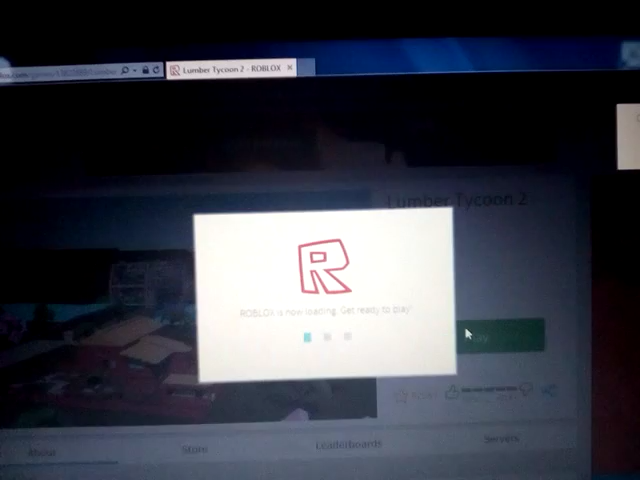 Lumber Tycoon 2 - ROBLOX
Lumber Tycoon 2
R
ROBLOX is now loading. Get ready to play!
About
Store
Leaderboards
Servers